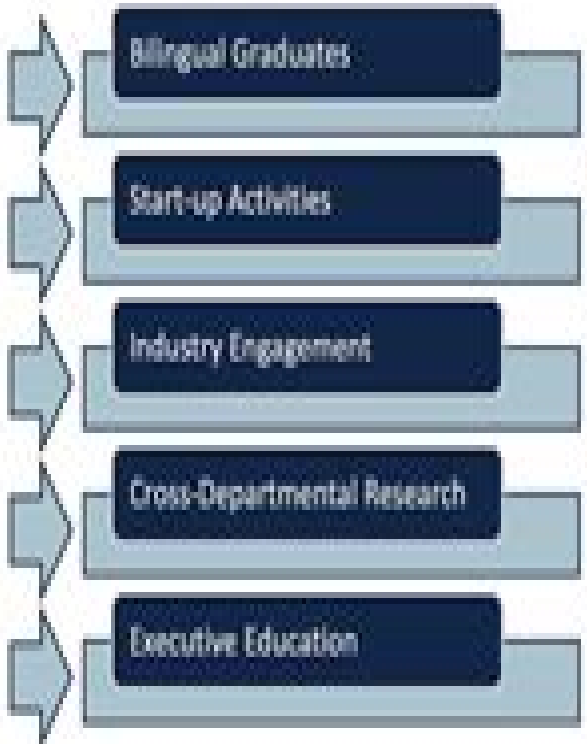 Bilingual Graduates
Start-up Activities
Industry Engagement
Cross-Departmental Research
Executive Education